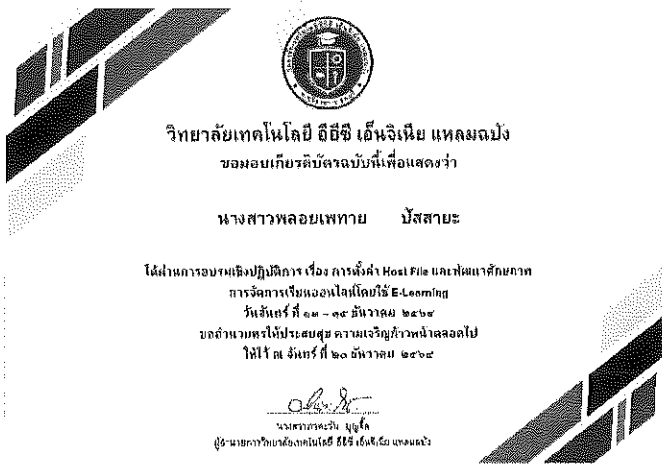 วิทยาลัยเทคโนโลยี อีอีซี เอ็นจิเนีย แหลมฉบัง
ขอมอบเกียรติบัตรฉบับนี้เพื่อแสดงว่า
นางสาวพลอยเพทาย ปัสสายะ
ได้ผ่านการอบรมเชิงปฏิบัติการ เรื่อง การตั้งค่า Host File และพัฒนาศักยภาพ
การจัดการเรียนออนไลน์โดยใช้ E-Learning
วันจันทร์ ที่ ๑๓ – ๑๔ ธันวาคม ๒๕๖๔
ขออำนวยพรให้ประสบสุข ความเจริญก้าวหน้าตลอดไป
ให้ไว้ ณ จันทร์ ที่ ๒๐ ธันวาคม ๒๕๖๔
ผู้อำนวยการวิทยาลัยเทคโนโลยี อีอีซี เอ็นจิเนีย แหลมฉบัง